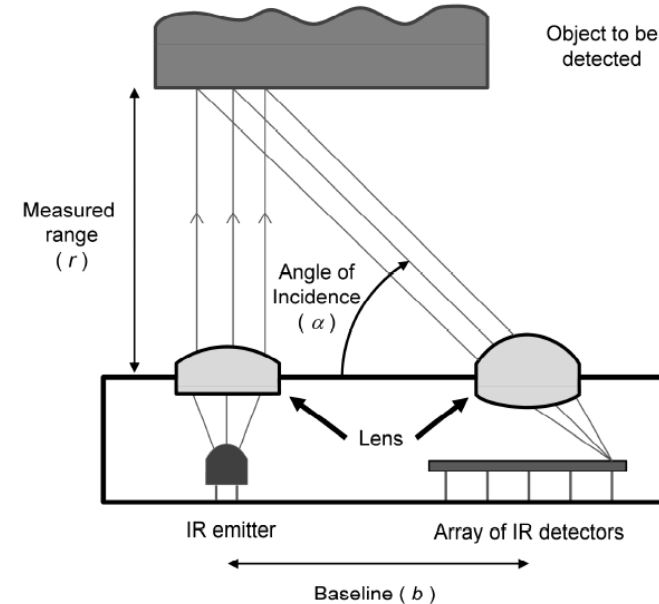 Object to be
detected
Measured
range
( r )
Angle of
Incidence
( α )
Lens
IR emitter
Array of IR detectors
Baseline ( b )